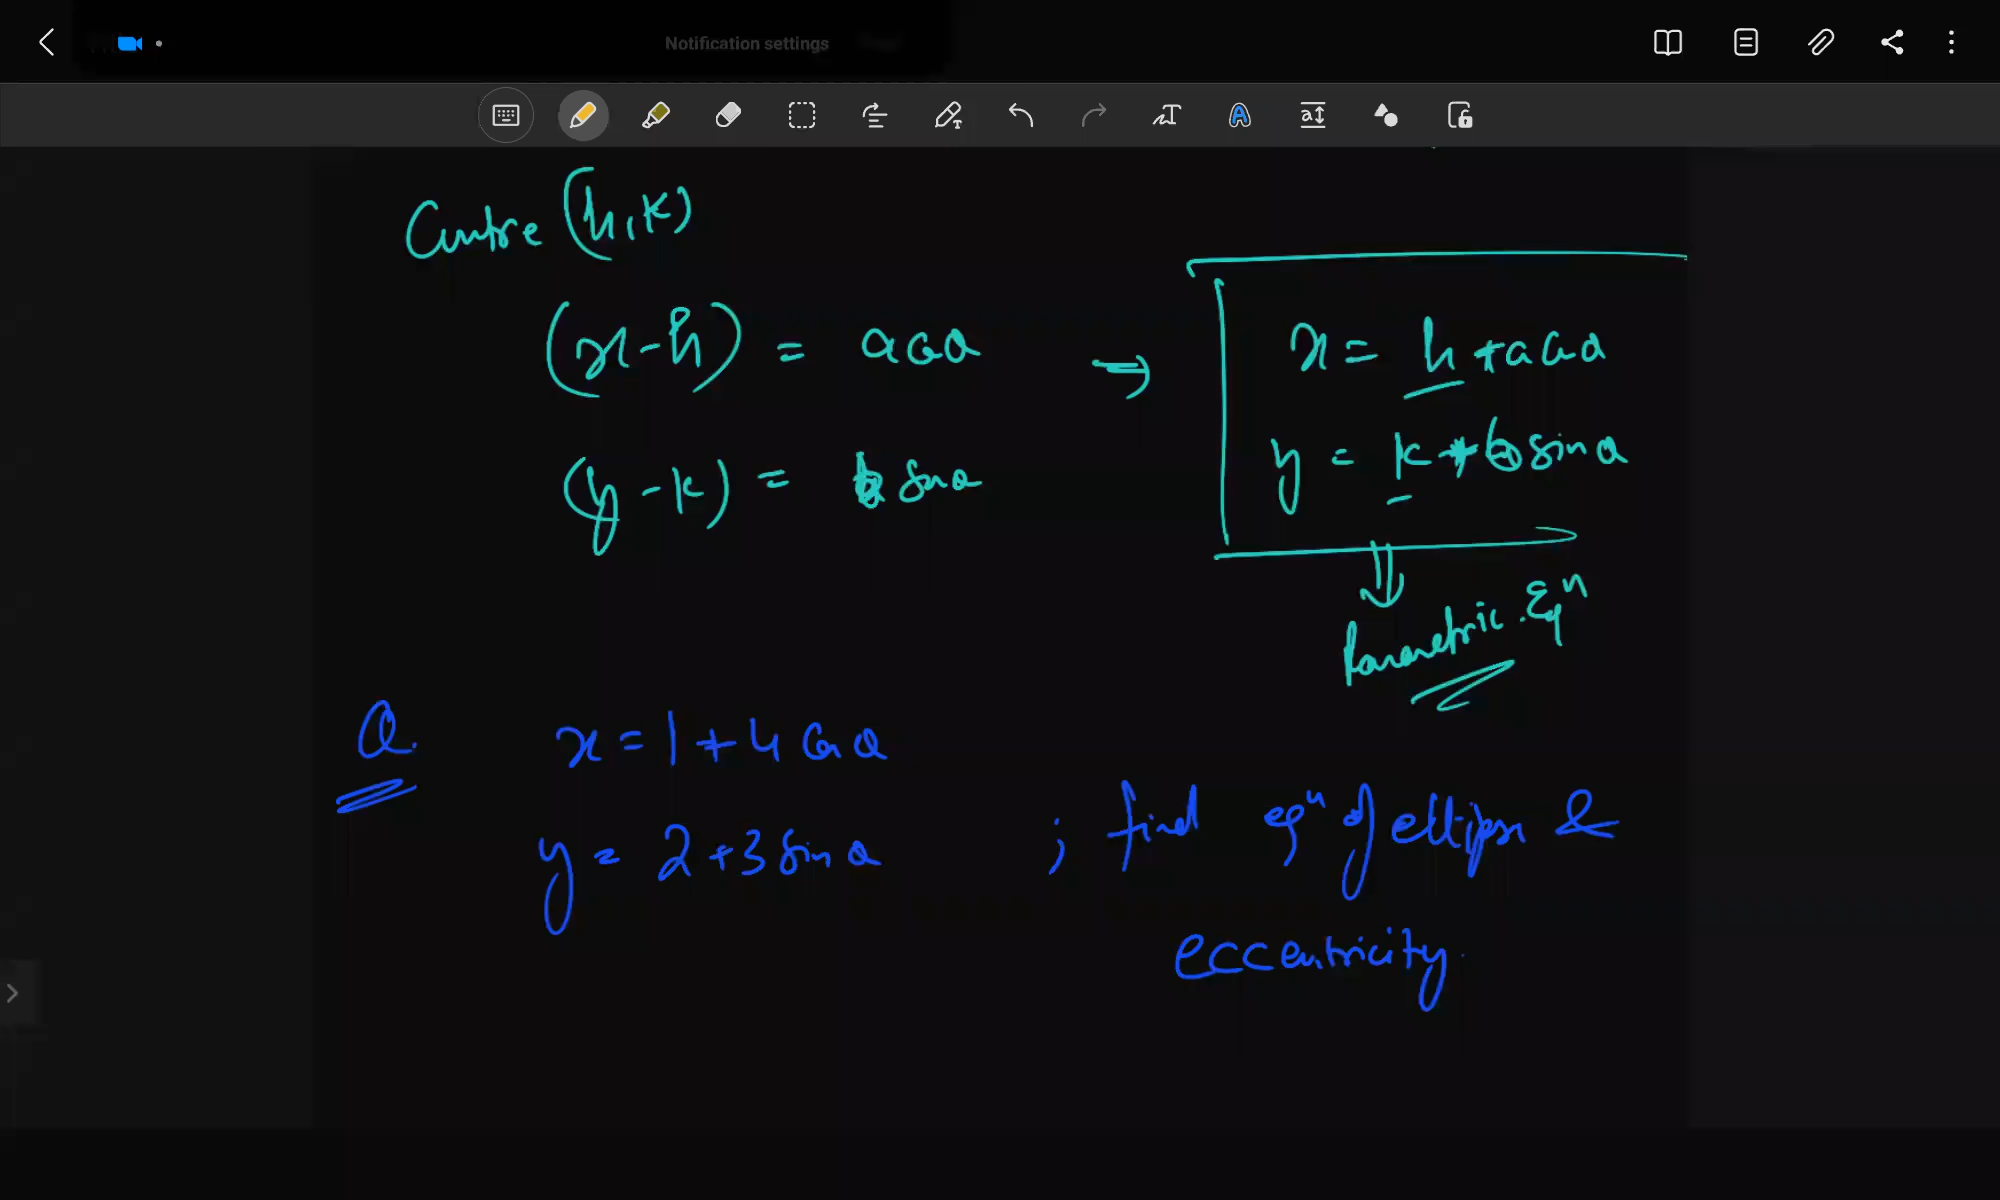 Notification settings
Centre (h,k)
(x-h) = a cos θ ⇒ x = h + a cos θ
(y-k) = b sin θ y = k + b sin θ
Parametric Eqn
Q. x = 1 + 4 cos θ
y = 2 + 3 sin θ ; find eqn of ellipse &
eccentricity.